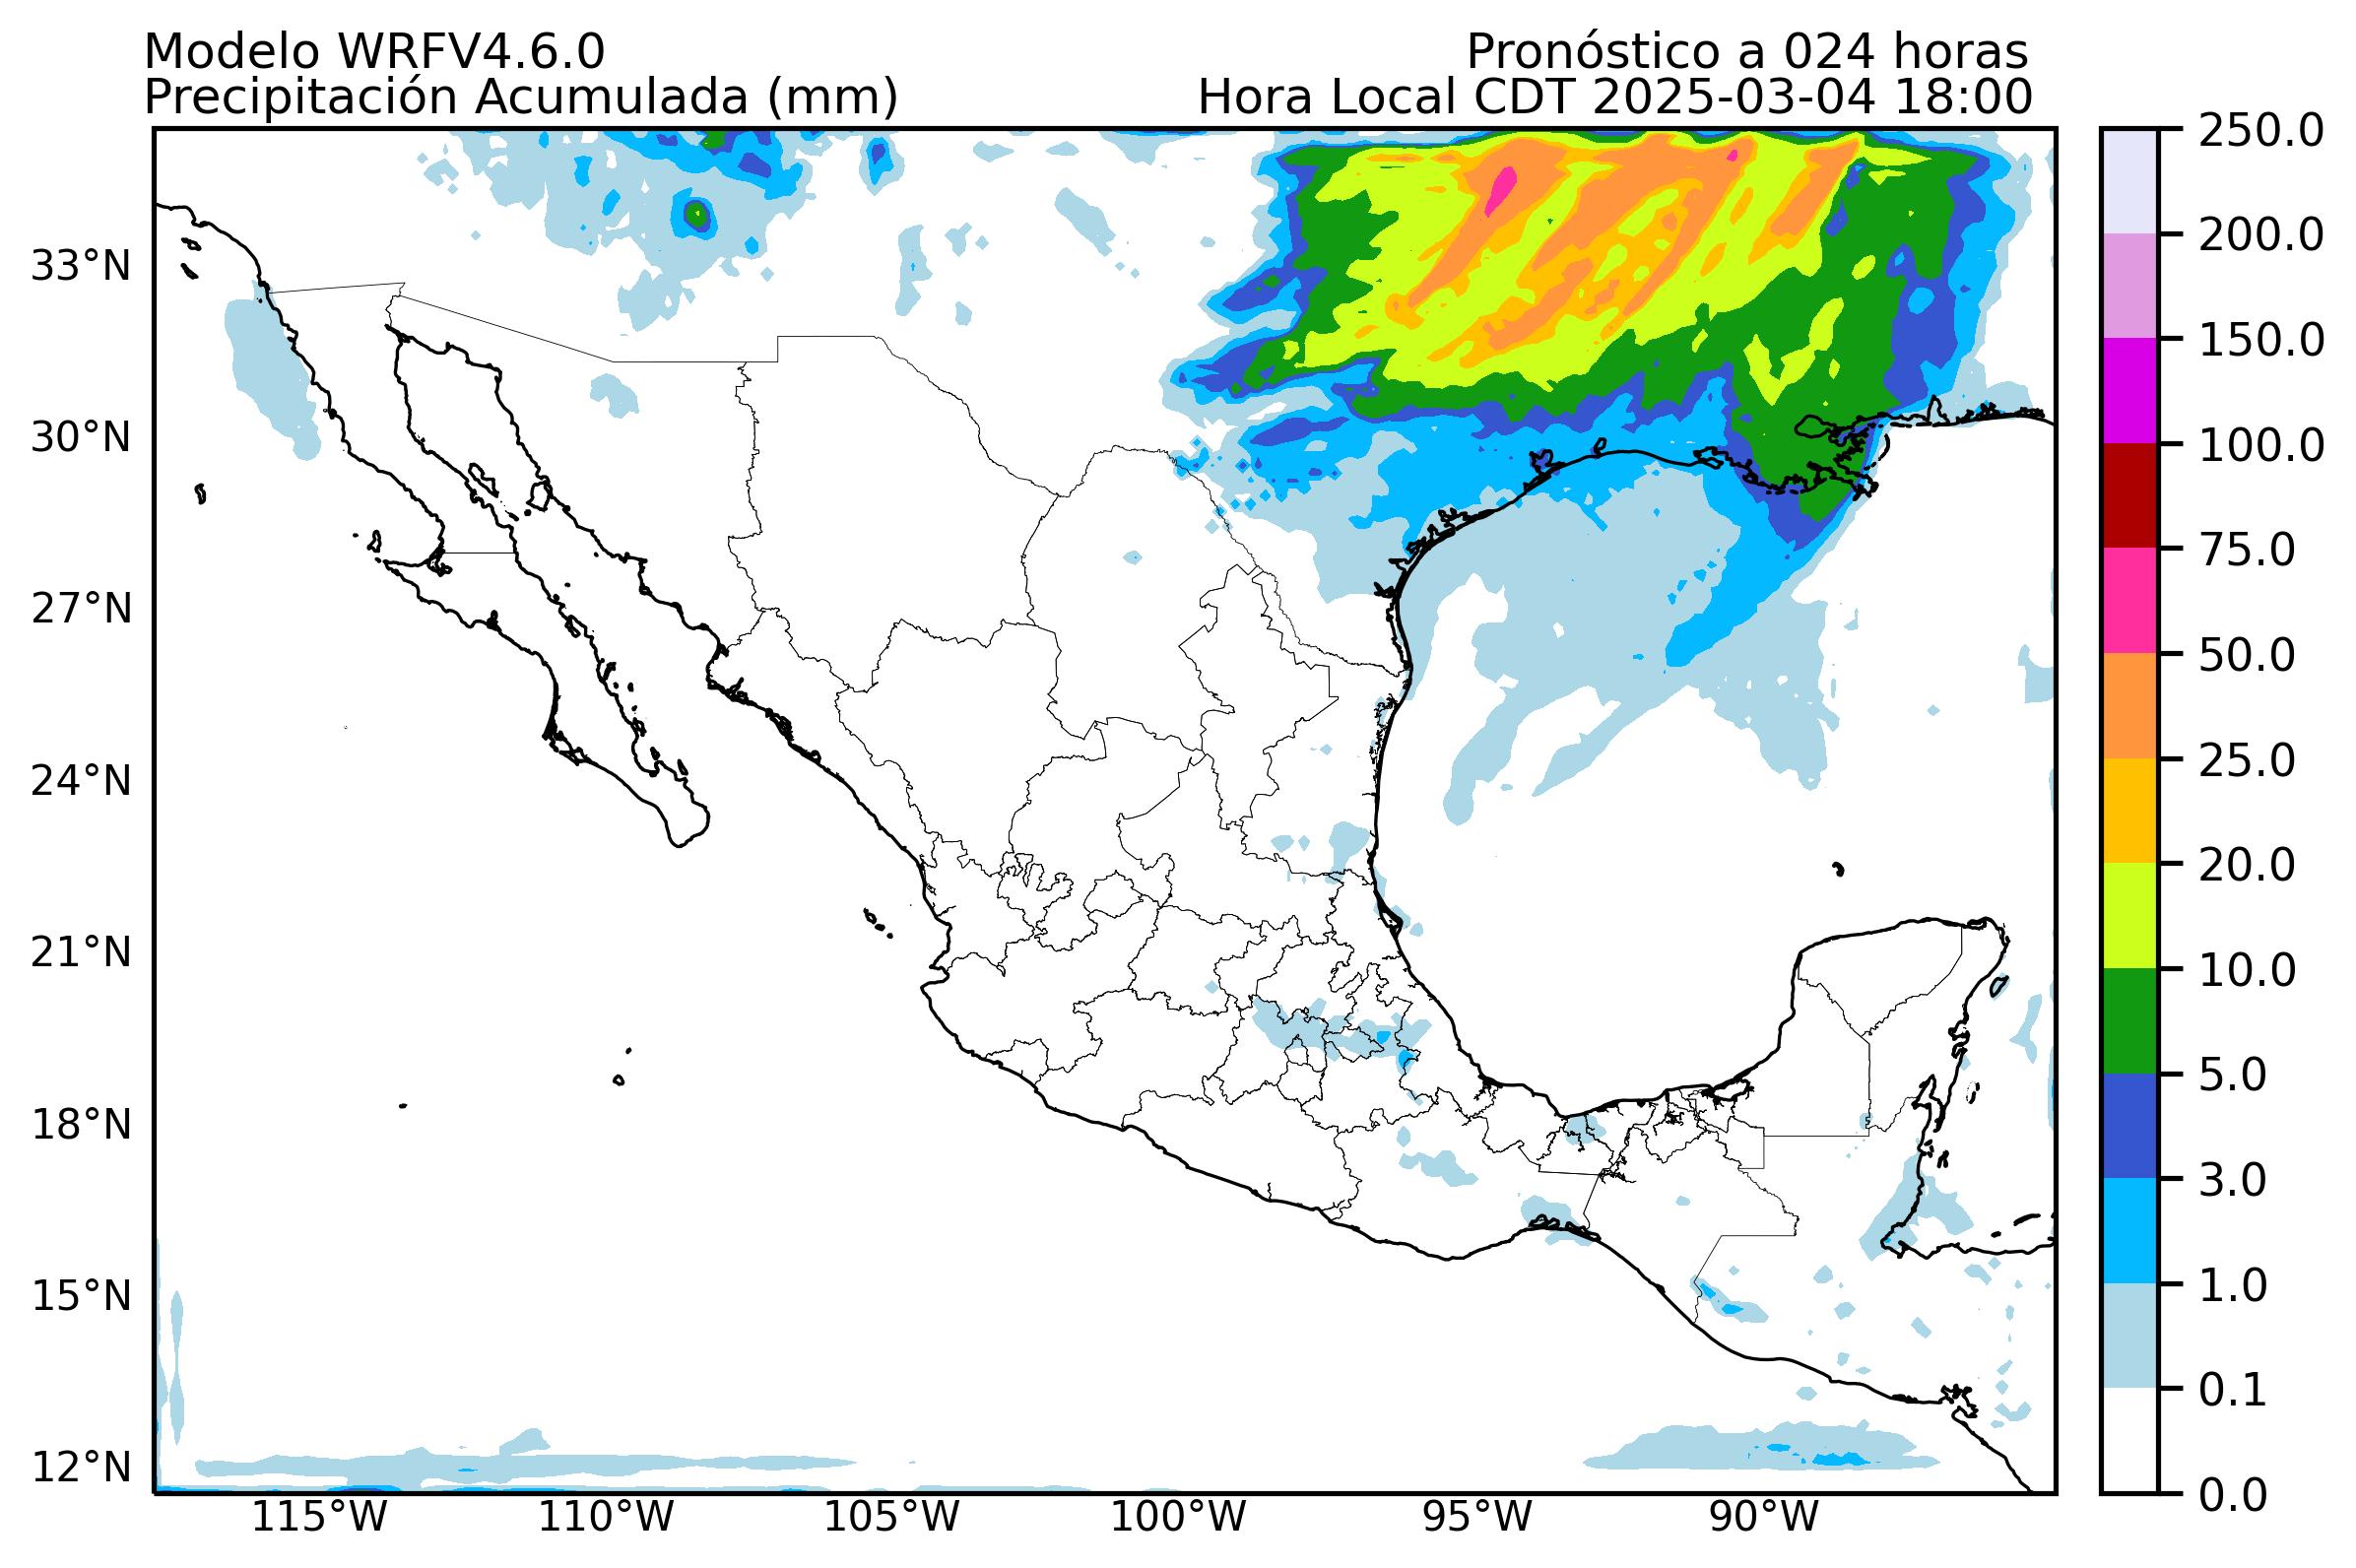 Modelo WRFV4.6.0
Pronóstico a 024 horas
Precipitación Acumulada (mm)
Hora Local CDT 2025-03-04 18:00
33°N
30°N
27°N
24°N
21°N
18°N
15°N
12°N
115°W
110°W
105°W
100°W
95°W
90°W
250.0
200.0
150.0
100.0
75.0
50.0
25.0
20.0
10.0
5.0
3.0
1.0
0.1
0.0